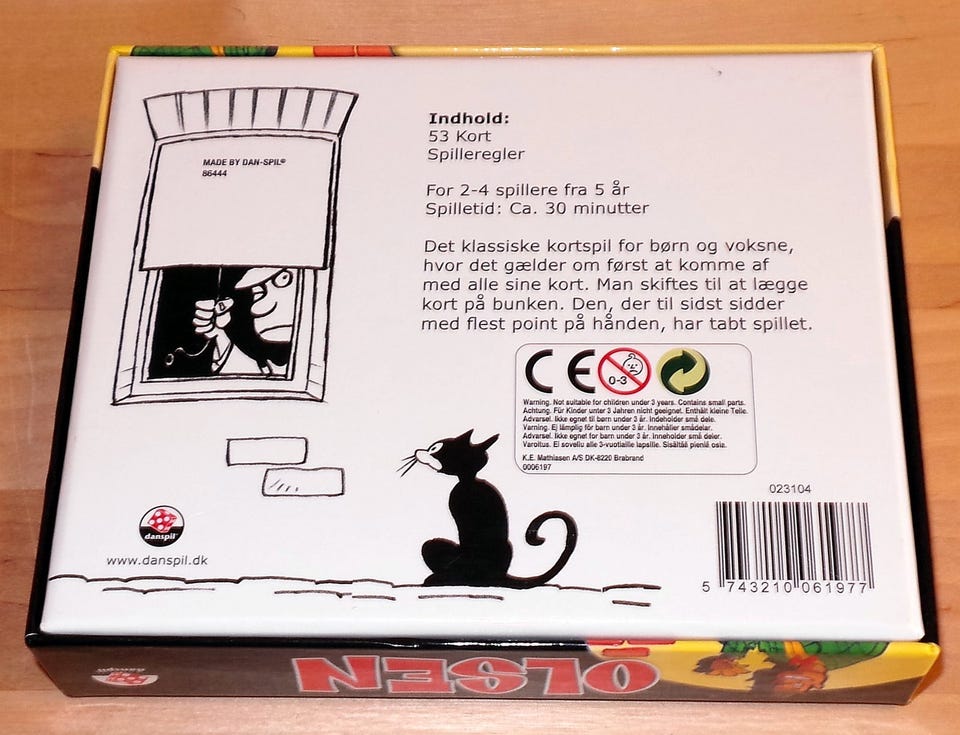 MADE BY DAN-SPIL®
86444
Indhold:
53 Kort
Spilleregler
For 2-4 spillere fra 5 år
Spilletid: Ca. 30 minutter
Det klassiske kortspil for børn og voksne,
hvor det gælder om først at komme af
med alle sine kort. Man skiftes til at lægge
kort på bunken. Den, der til sidst sidder
med flest point på hånden, har tabt spillet.
CE
0-3
Warning. Not suitable for children under 3 years. Contains small parts.
Achtung. Für Kinder unter 3 Jahren nicht geeignet. Enthält kleine Teile.
Advarsel. Ikke egnet til børn under 3 år. Indeholder små dele.
Varning. Ej lämplig för barn under 3 år. Innehåller smådelar.
Advarsel. Ikke egnet for barn under 3 år. Inneholder små deler.
Varoitus. Ei sovellu alle 3-vuotiaille lapsille. Sisältää pieniä osia.
K.E. Mathiasen A/S DK-8220 Brabrand
0006197
023104
danspil
www.danspil.dk
5 743210 061977
danspil
OLSEN